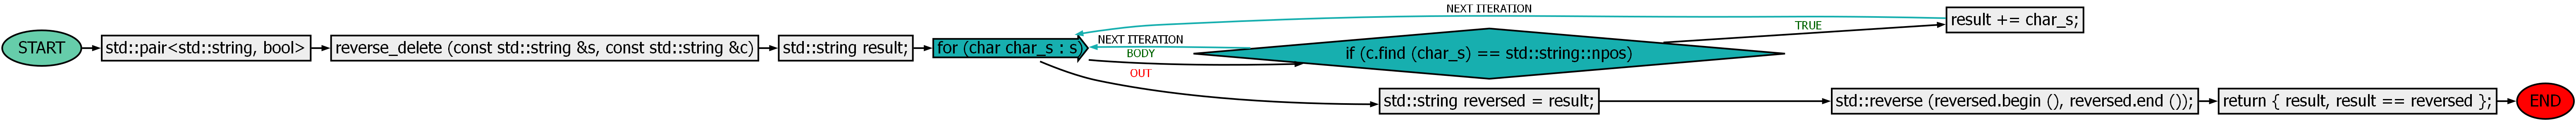 START
std::pair<std::string, bool>
reverse_delete (const std::string &s, const std::string &c)
std::string result;
for (char char_s : s)
NEXT ITERATION
NEXT ITERATION
BODY
OUT
if (c.find (char_s) == std::string::npos)
TRUE
result += char_s;
std::string reversed = result;
std::reverse (reversed.begin (), reversed.end ());
return { result, result == reversed };
END